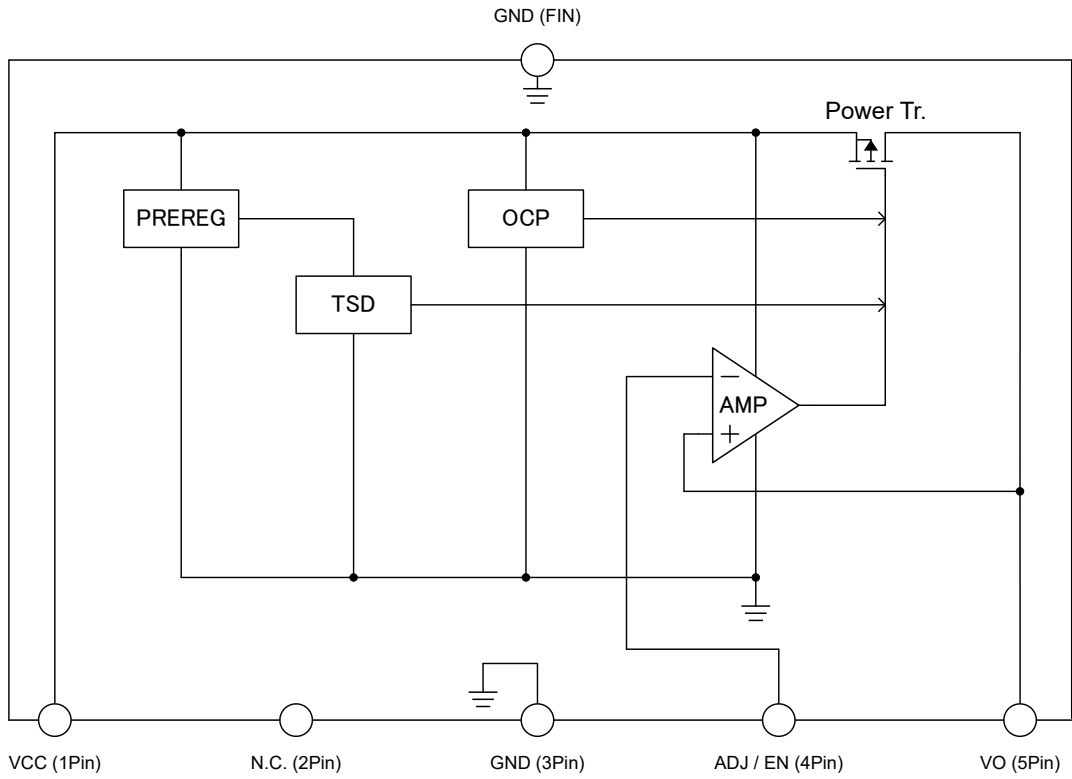 GND (FIN)
Power Tr.
PREREG
OCP
TSD
−
AMP
+
VCC (1Pin)
N.C. (2Pin)
GND (3Pin)
ADJ / EN (4Pin)
VO (5Pin)